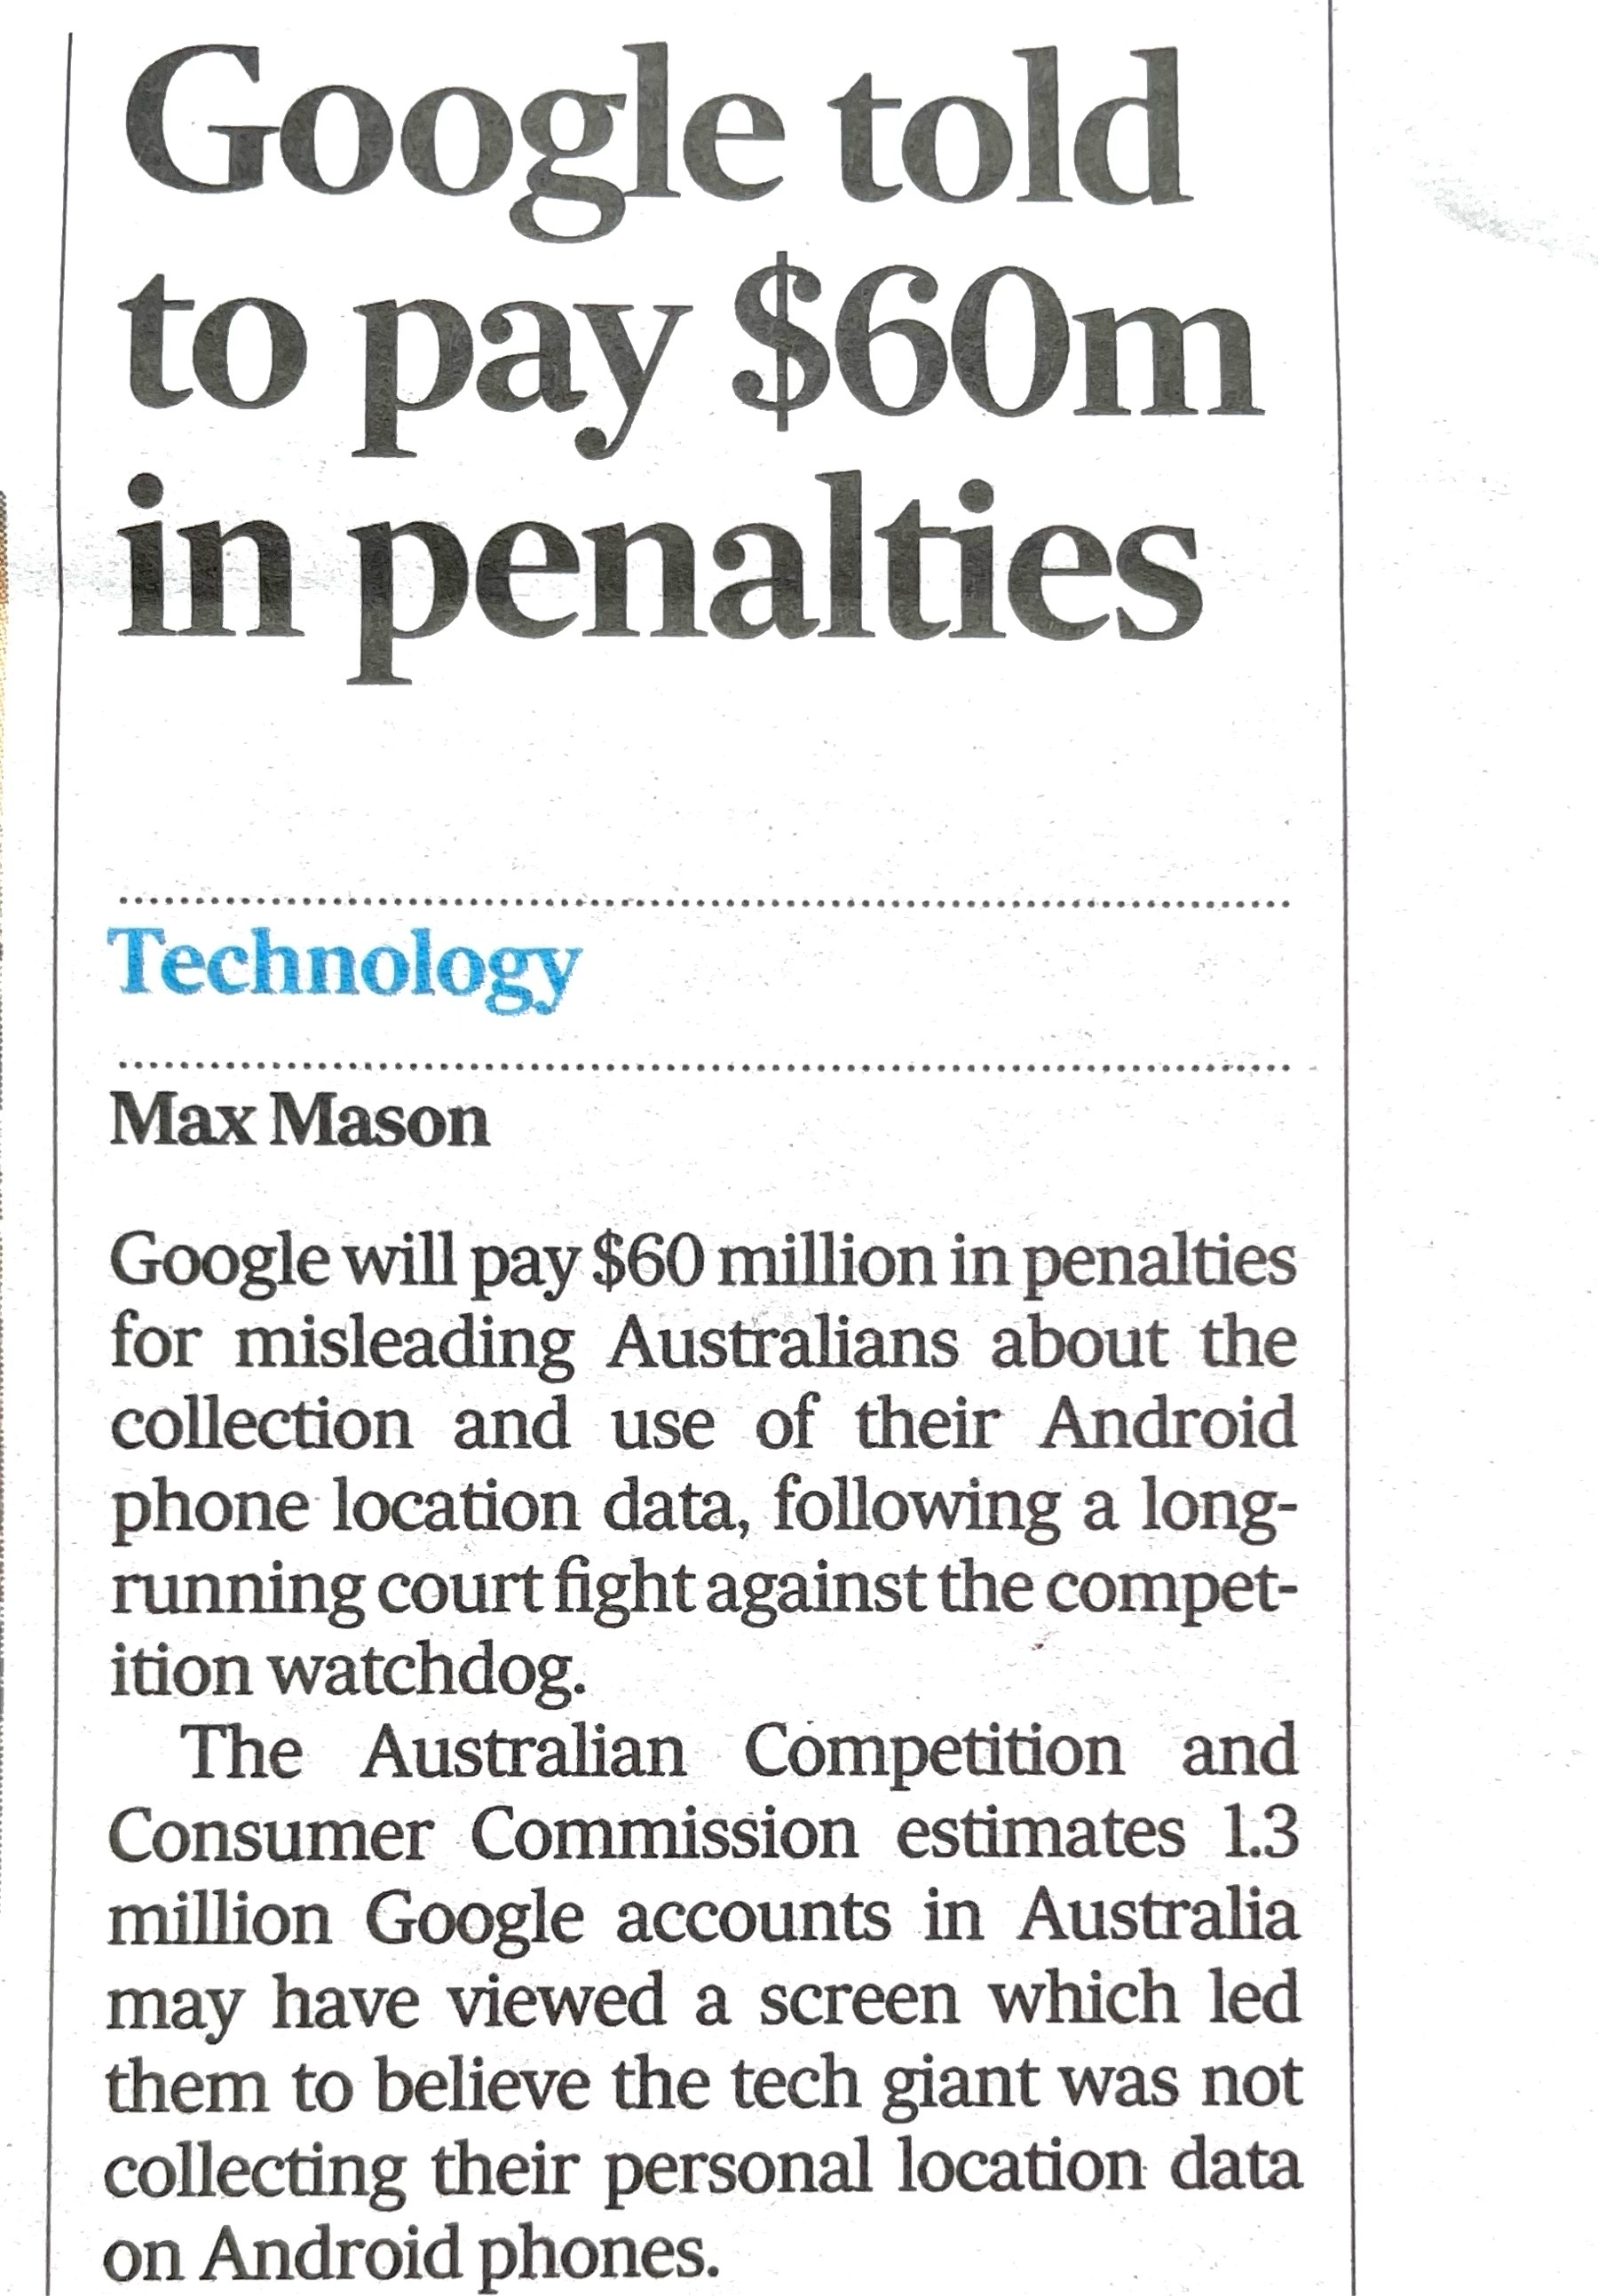 Google told
to pay $60m
in penalties
Technology
Max Mason
Google will pay $60 million in penalties
for misleading Australians about the
collection and use of their Android
phone location data, following a long-
running court fight against the compet-
ition watchdog.
The Australian Competition and
Consumer Commission estimates 1.3
million Google accounts in Australia
may have viewed a screen which led
them to believe the tech giant was not
collecting their personal location data
on Android phones.